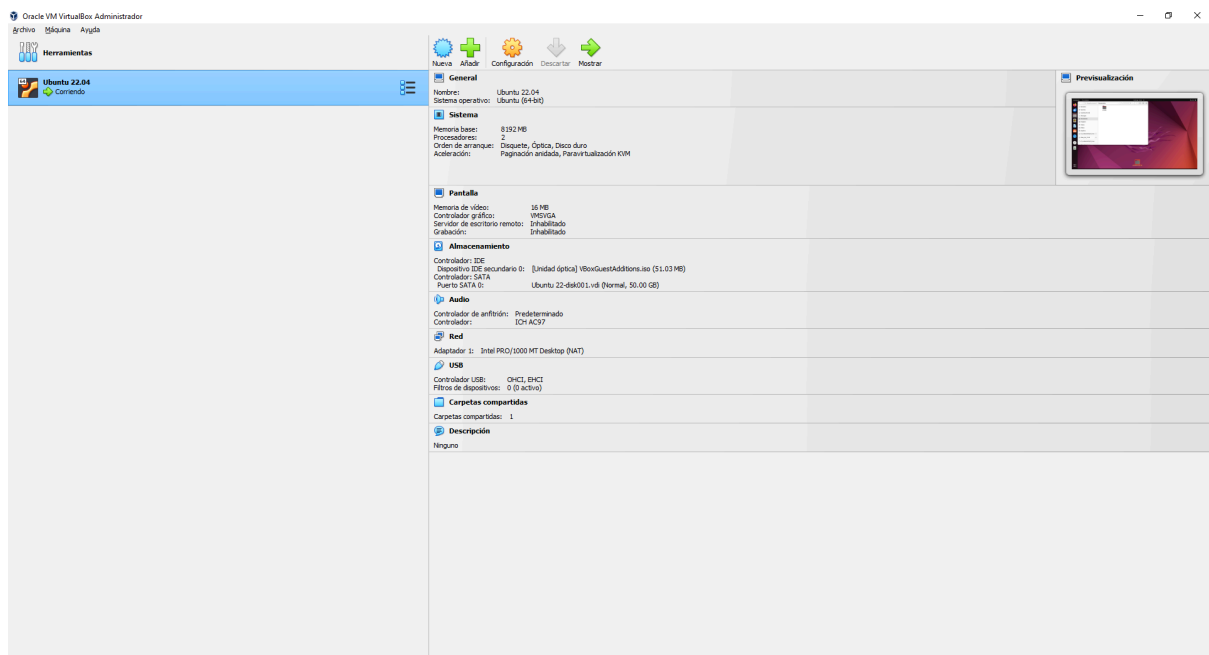 Oracle VM VirtualBox Administrador
Archivo Máquina Ayuda
Herramientas
Ubuntu 22.04
Corriendo
Nueva Añadir Configuración Descartar Mostrar
General
Nombre: Ubuntu 22.04
Sistema operativo: Ubuntu (64-bit)
Sistema
Memoria base: 8192 MB
Procesadores: 2
Orden de arranque: Disquete, Óptica, Disco duro
Aceleración: Paginación anidada, Paravirtualización KVM
Previsualización
Pantalla
Memoria de vídeo: 16 MB
Controlador gráfico: VMSVGA
Servidor de escritorio remoto: Inhabilitado
Grabación: Inhabilitado
Almacenamiento
Controlador: IDE
Dispositivo IDE secundario 0: [Unidad óptica] VBoxGuestAdditions.iso (51.03 MB)
Controlador: SATA
Puerto SATA 0: Ubuntu 22-disk001.vdi (Normal, 50.00 GB)
Audio
Controlador de anfitrión: Predeterminado
Controlador: ICH AC97
Red
Adaptador 1: Intel PRO/1000 MT Desktop (NAT)
USB
Controlador USB: OHCI, EHCI
Filtros de dispositivos: 0 (0 activo)
Carpetas compartidas
Carpetas compartidas: 1
Descripción
Ninguno